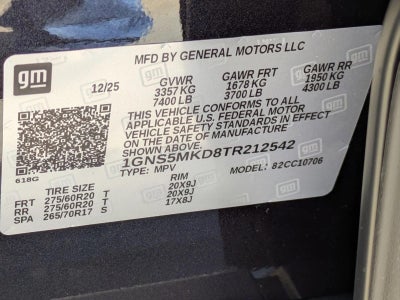 gm
MFD BY GENERAL MOTORS LLC
12/25 GVWR GAWR FRT GAWR RR
3357 KG 1678 KG 1950 KG
7400 LB 3700 LB 4300 LB
THIS VEHICLE CONFORMS TO ALL
APPLICABLE U.S. FEDERAL MOTOR
VEHICLE SAFETY STANDARDS IN EFFECT
ON THE DATE OF MANUFACTURE
SHOWN ABOVE.
1GNS5MKD8TR212542
618G
TYPE: MPV MODEL: 82CC10706
TIRE SIZE RIM
FRT 275/60R20 T 20X9J
RR 275/60R20 T 20X9J
SPA 265/70R17 S 17X8J